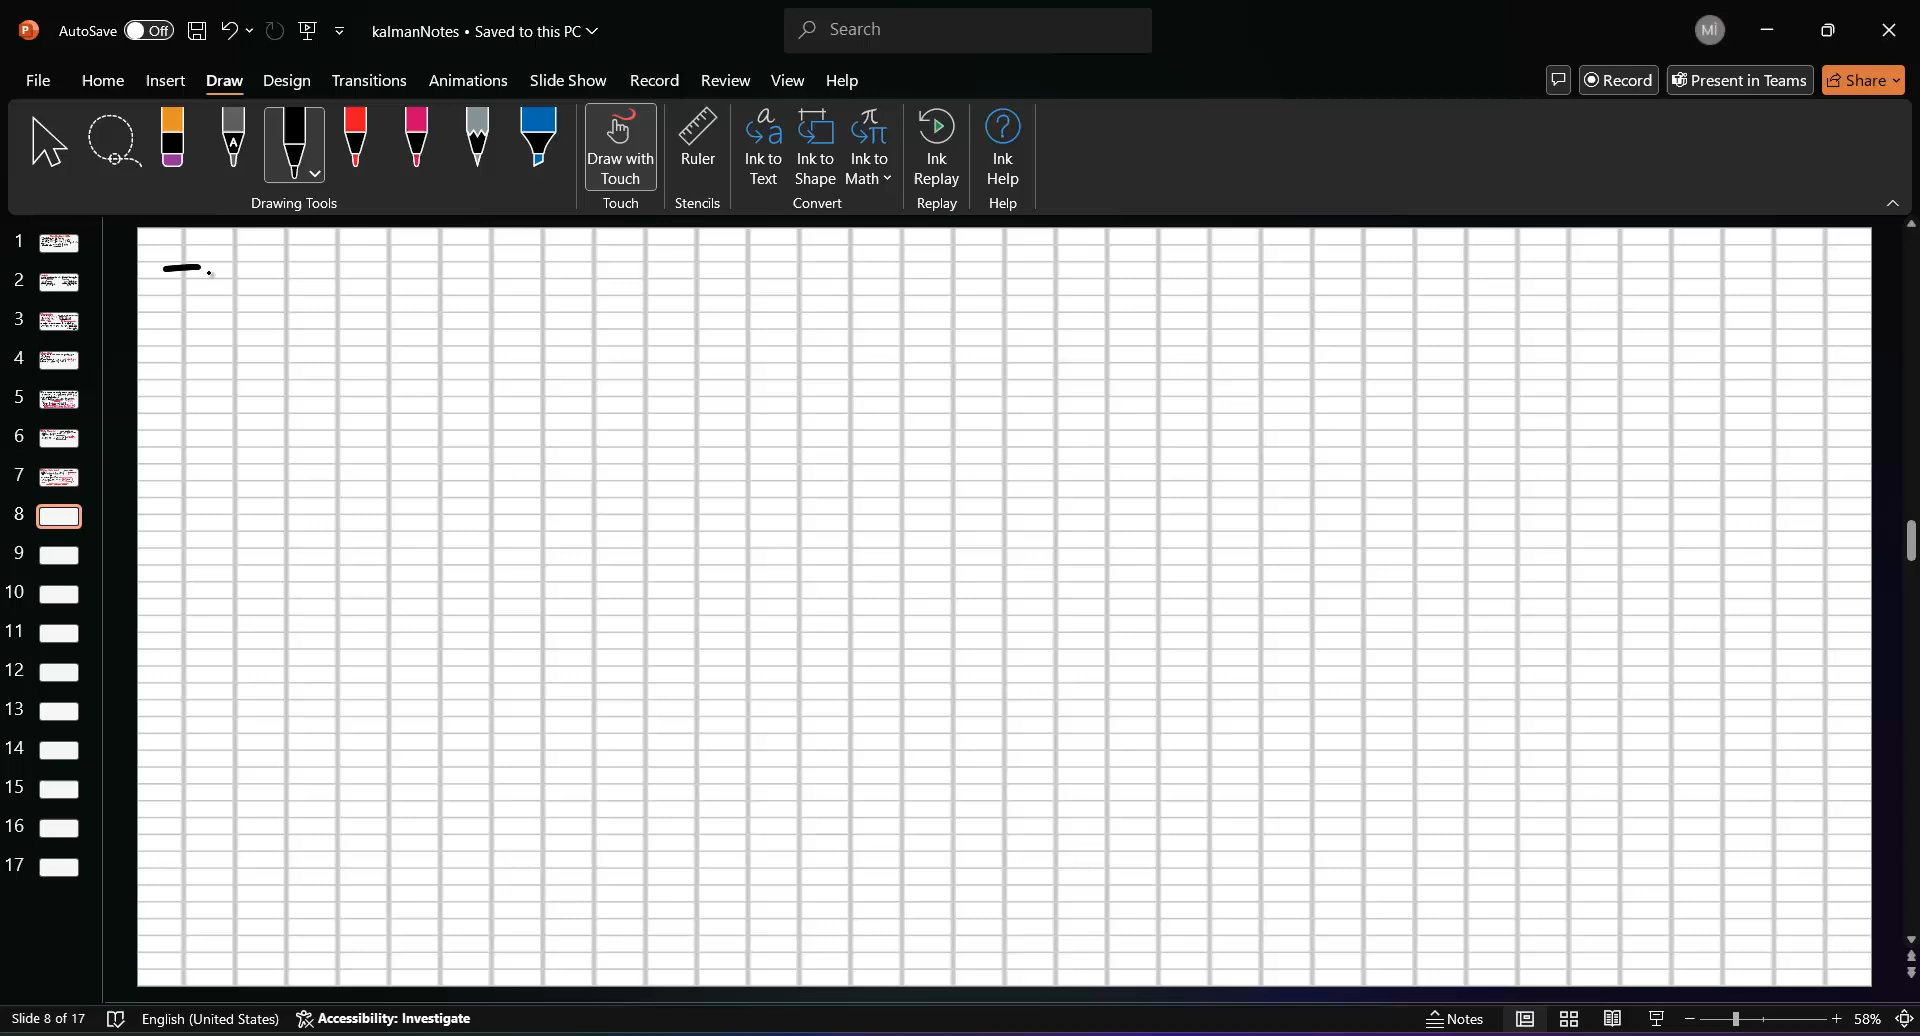 AutoSave Off kalmanNotes • Saved to this PC Search MI
File Home Insert Draw Design Transitions Animations Slide Show Record Review View Help Record Present in Teams Share
A
Draw with Touch
Ruler
Ink to Text
Ink to Shape
Ink to Math
Ink Replay
Ink Help
Drawing Tools Touch Stencils Convert Replay Help
1
2
3
4
5
6
7
8
9
10
11
12
13
14
15
16
17
Slide 8 of 17 English (United States) Accessibility: Investigate Notes 58%